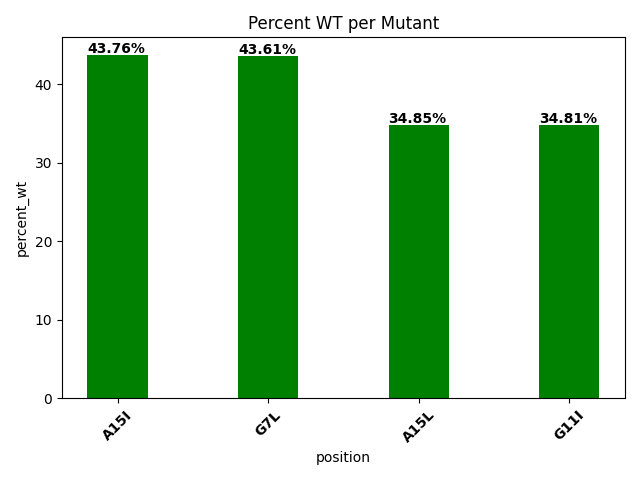 Percent WT per Mutant
43.76%
43.61%
34.85%
34.81%
percent_wt
40
30
20
10
0
A15I
G7L
A15L
G11I
position